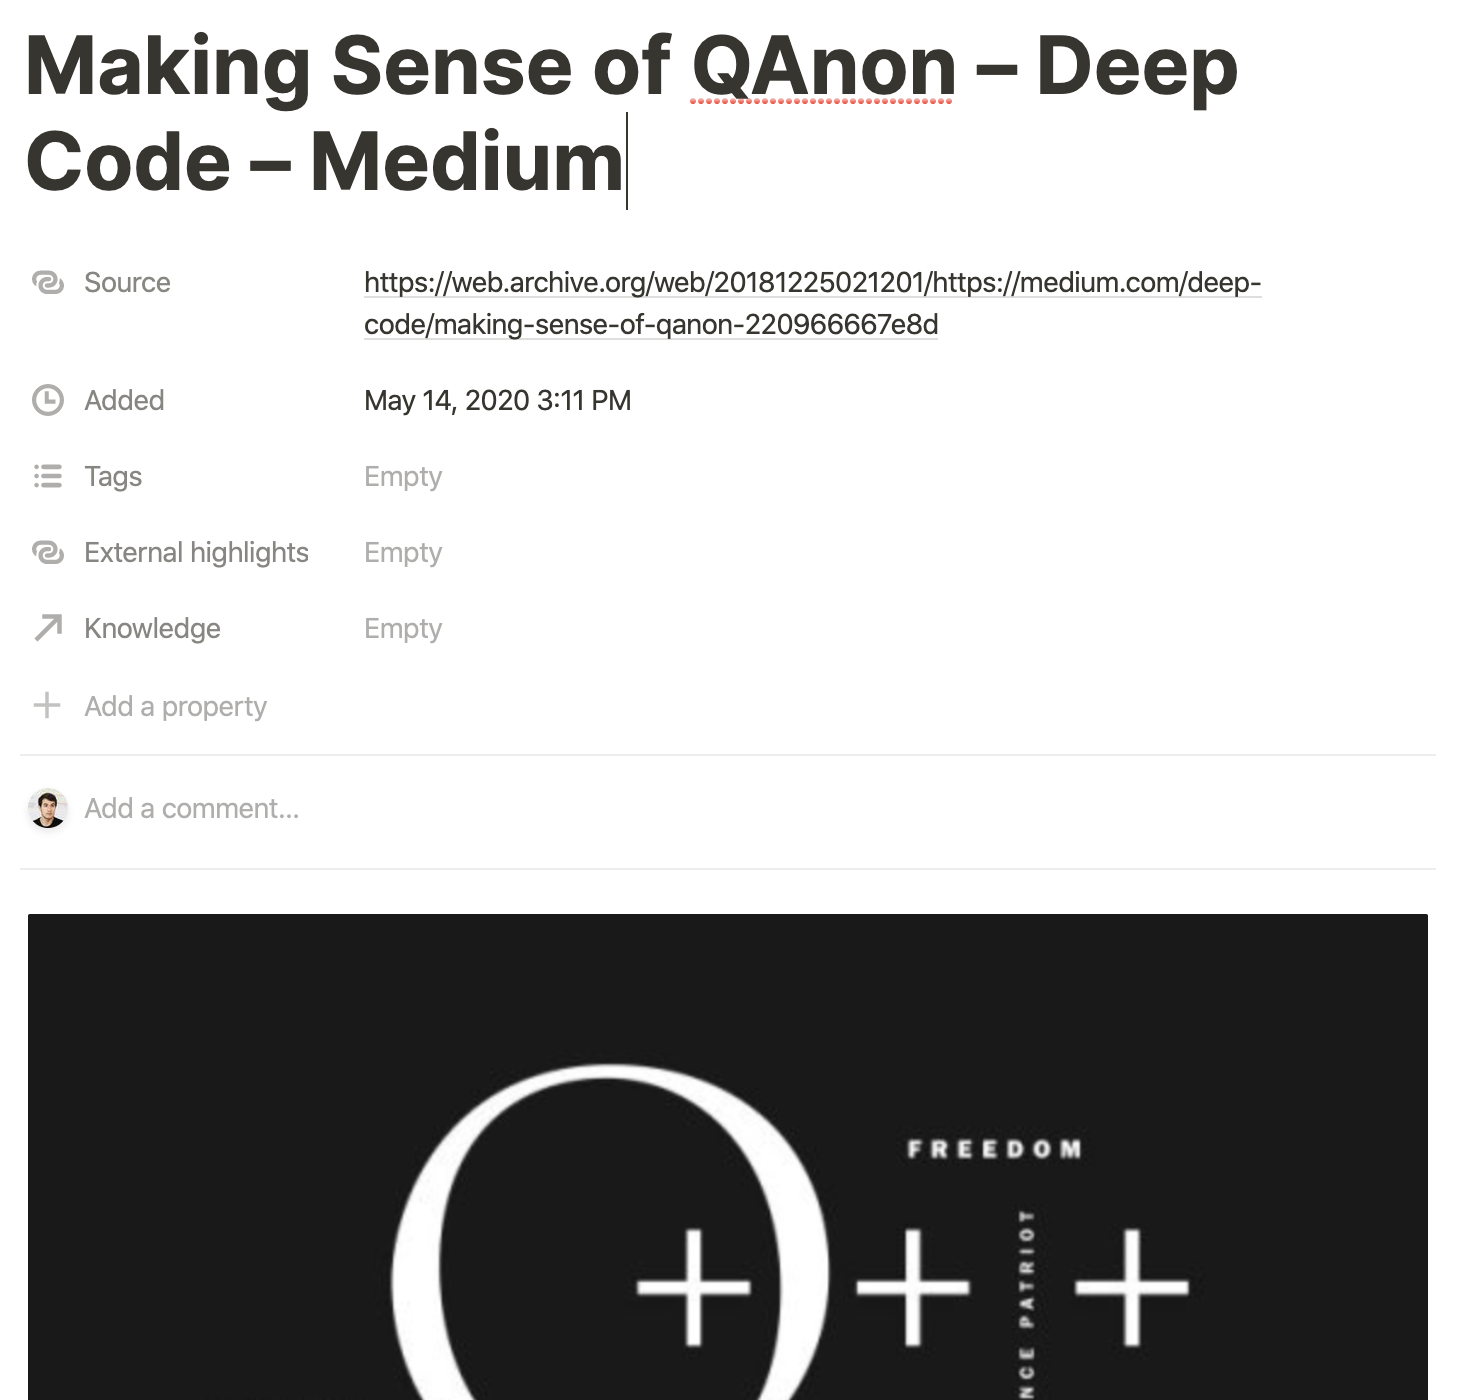 Making Sense of QAnon – Deep
Code – Medium
Source
https://web.archive.org/web/20181225021201/https://medium.com/deep-
code/making-sense-of-qanon-220966667e8d
Added
May 14, 2020 3:11 PM
Tags
Empty
External highlights
Empty
Knowledge
Empty
Add a property
Add a comment...
FREEDOM
Q+++
PATRIOT